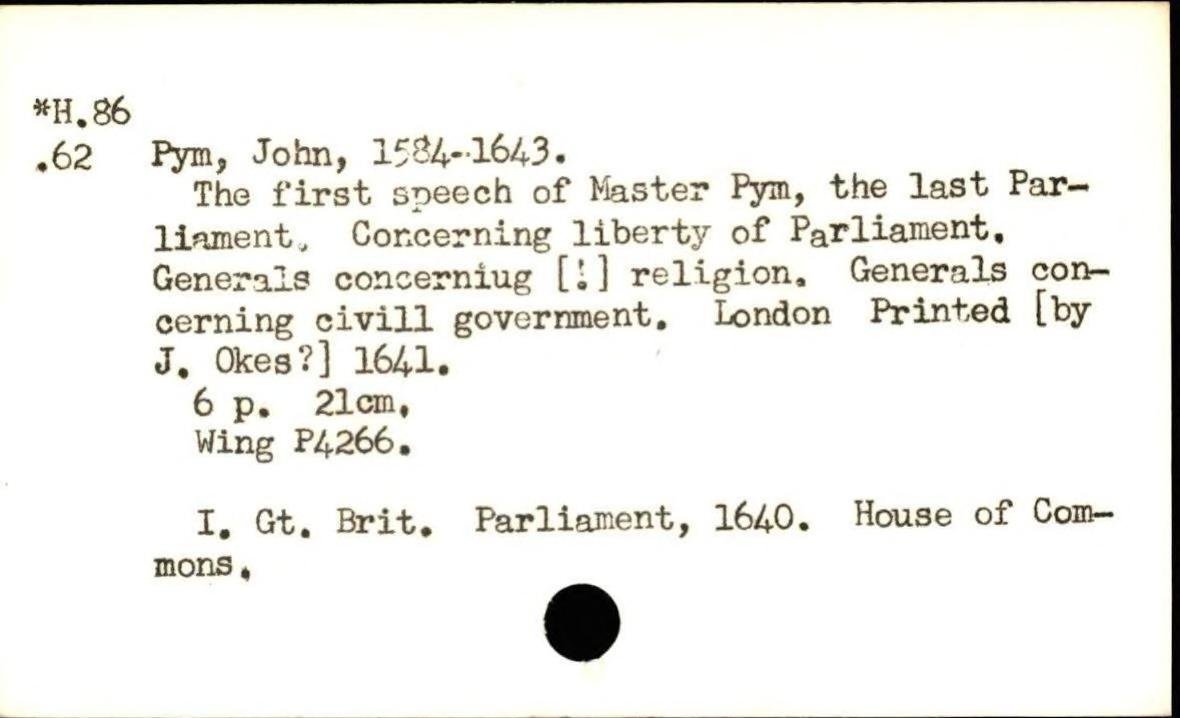 *H.86
.62 Pym, John, 1584-1643.
The first speech of Master Pym, the last Par-
liament. Concerning liberty of Parliament.
Generals concerniug [!] religion. Generals con-
cerning civill government. London Printed [by
J. Okes?] 1641.
6 p. 21cm.
Wing P4266.
I. Gt. Brit. Parliament, 1640. House of Com-
mons.